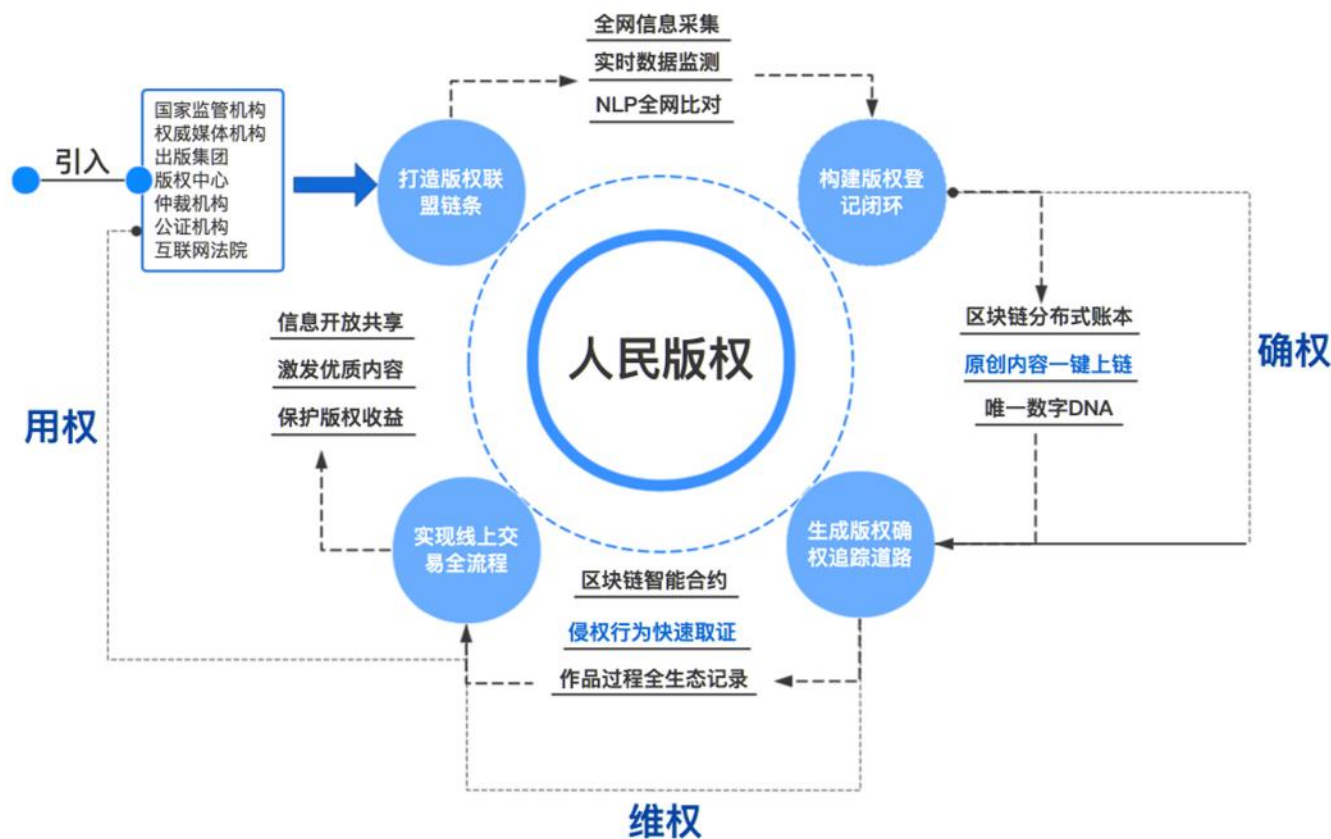 全网信息采集
实时数据监测
NLP全网比对
引入
国家监管机构
权威媒体机构
出版集团
版权中心
仲裁机构
公证机构
互联网法院
打造版权联
盟链条
构建版权登
记闭环
人民版权
信息开放共享
激发优质内容
保护版权收益
区块链分布式账本
原创内容一键上链
唯一数字DNA
确权
用权
实现线上交
易全流程
生成版权确
权追踪道路
区块链智能合约
侵权行为快速取证
作品过程全生态记录
维权